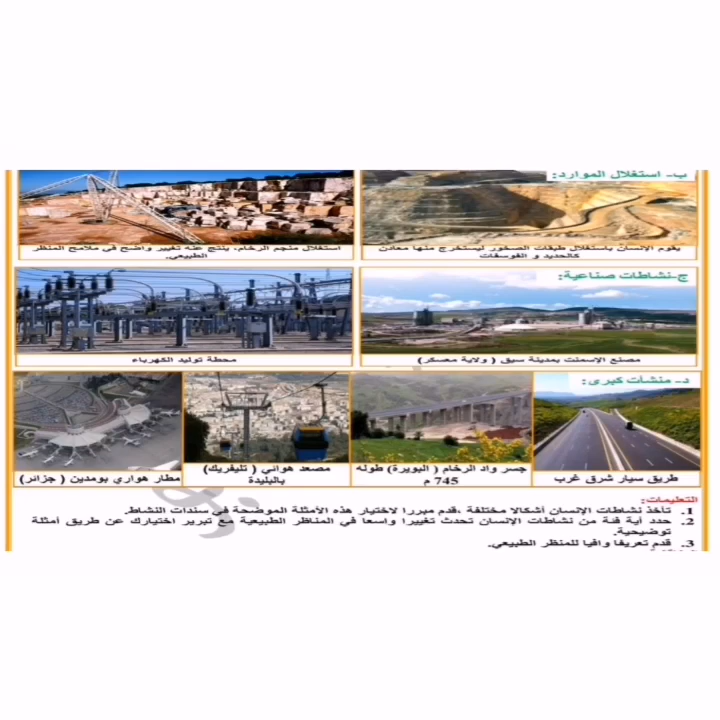 ب- استغلال الموارد:
يقوم الإنسان باستغلال طبقات الصخور ليستخرج منها معادن
كالحديد و الفوسفات
استغلال منجم الرخام، ينتج عنه تغيير واضح في ملامح المنظر
الطبيعي.
ج-نشاطات صناعية:
مصنع الإسمنت بمدينة سيق ( ولاية معسكر)
محطة توليد الكهرباء
د- منشآت كبرى:
طريق سيار شرق غرب
جسر واد الرخام ( البويرة) طوله
745 م
مصعد هوائي ( تليفريك)
بالبليدة
مطار هواري بومدين ( جزائر)
التعليمات:
1. تأخذ نشاطات الإنسان أشكالا مختلفة ،قدم مبررا لاختيار هذه الأمثلة الموضحة في سندات النشاط.
2. حدد أية فئة من نشاطات الإنسان تحدث تغييرا واسعا في المناظر الطبيعية مع تبرير اختيارك عن طريق أمثلة
توضيحية.
3. قدم تعريفا وافيا للمنظر الطبيعي.